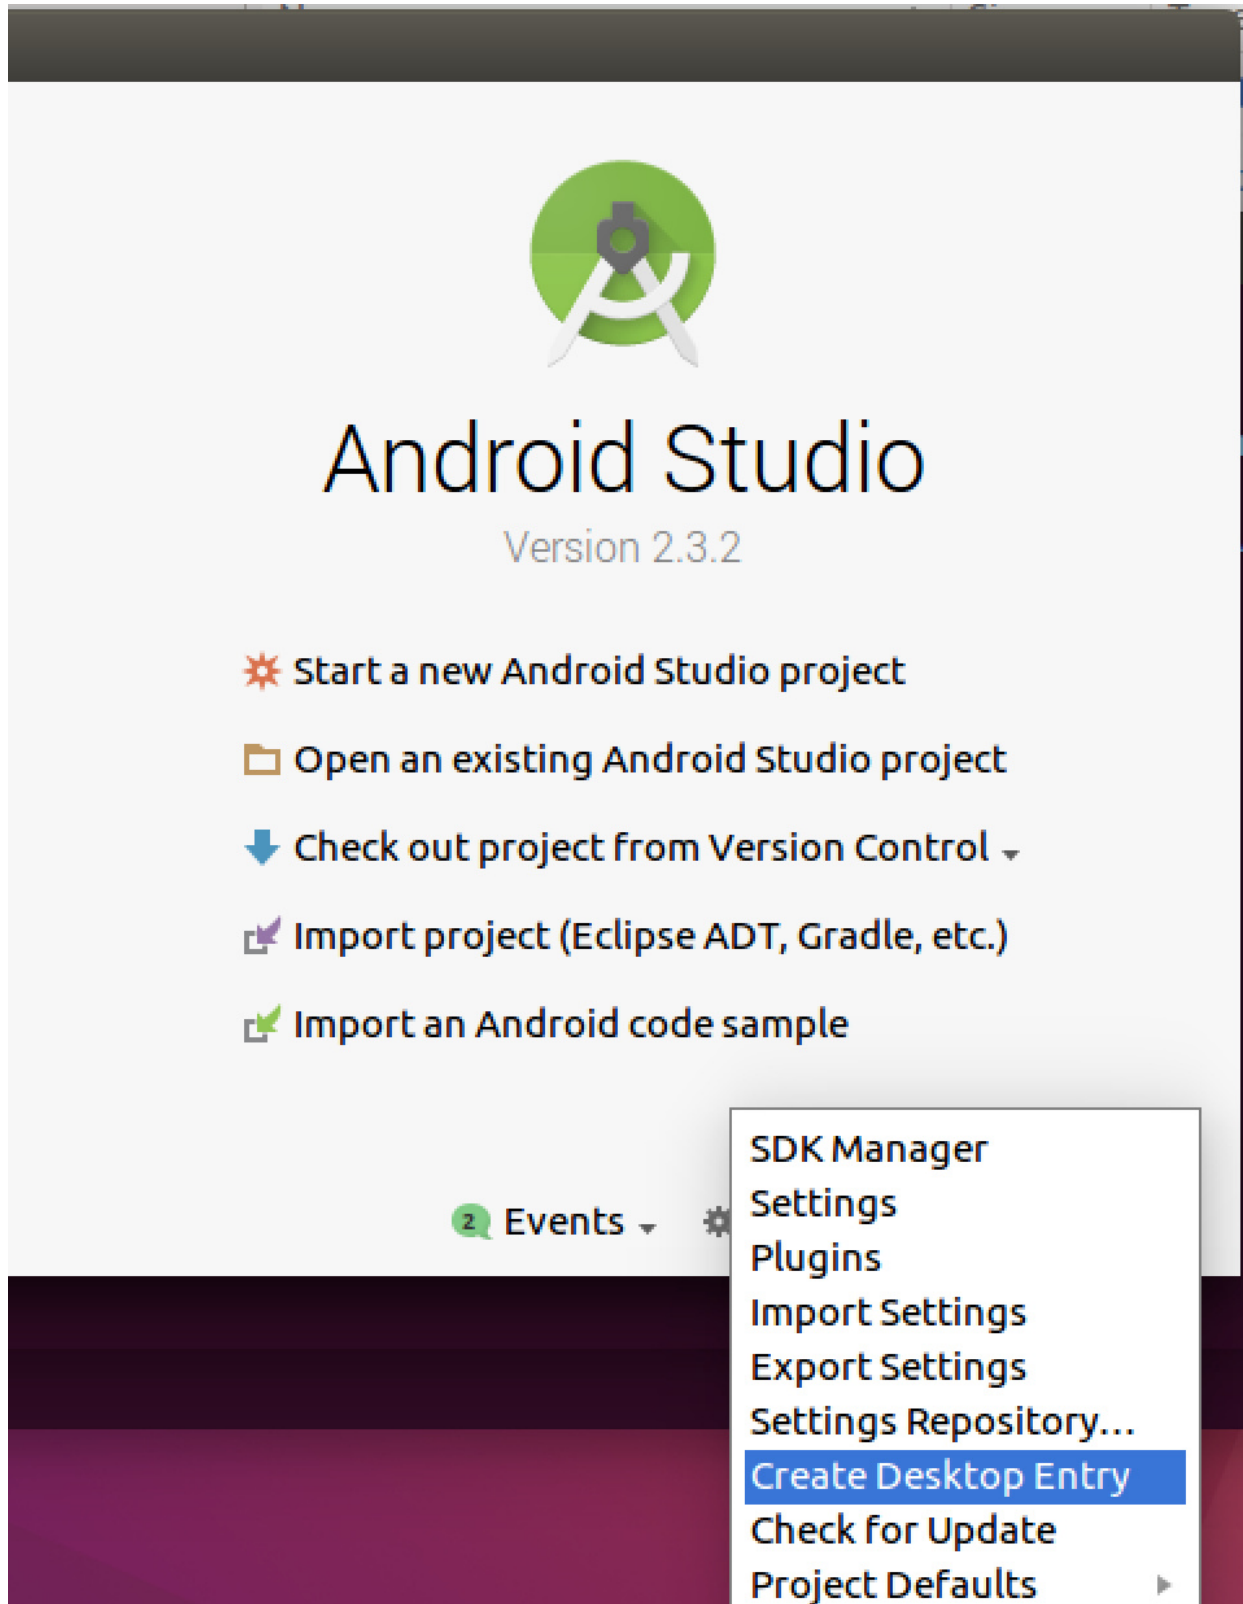 Android Studio
Version 2.3.2
Start a new Android Studio project
Open an existing Android Studio project
Check out project from Version Control
Import project (Eclipse ADT, Gradle, etc.)
Import an Android code sample
2 Events
SDK Manager
Settings
Plugins
Import Settings
Export Settings
Settings Repository...
Create Desktop Entry
Check for Update
Project Defaults